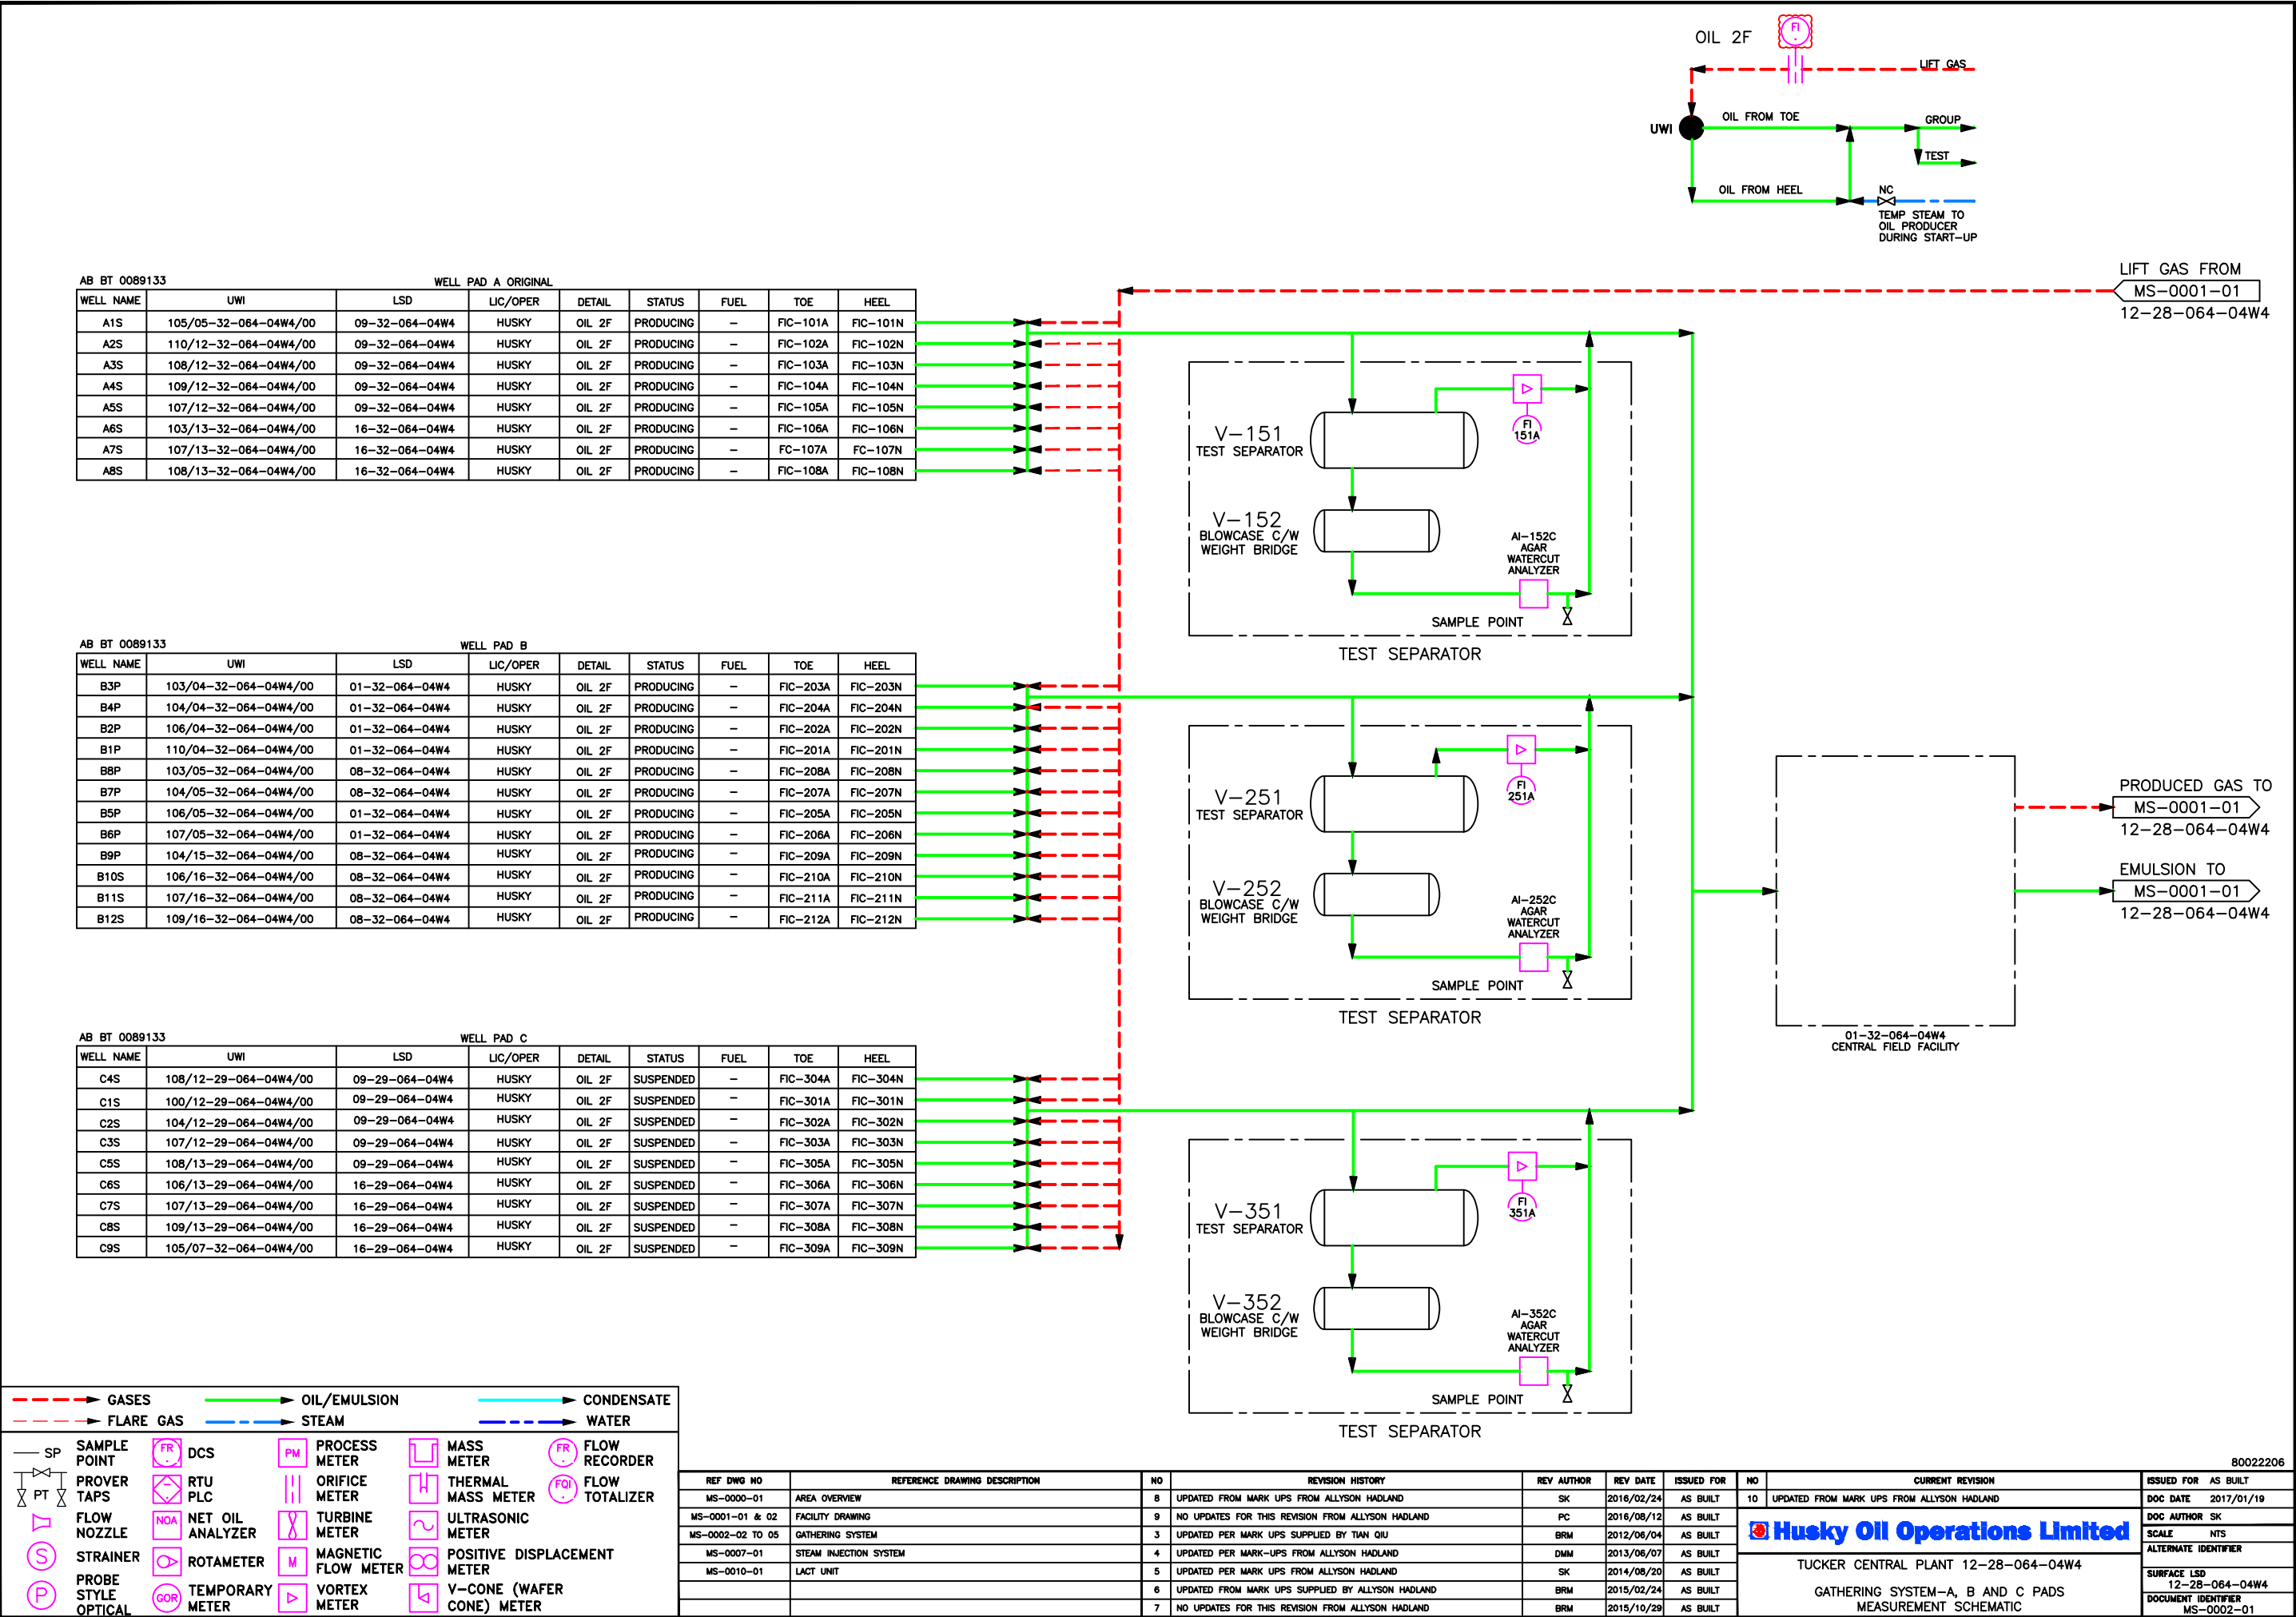 OIL 2F
FI
LIFT GAS
UWI
OIL FROM TOE
GROUP
TEST
OIL FROM HEEL
NC
TEMP STEAM TO
OIL PRODUCER
DURING START-UP
LIFT GAS FROM
MS-0001-01
12-28-064-04W4
AB BT 0089133 WELL PAD A ORIGINAL
WELL NAME UWI LSD LIC/OPER DETAIL STATUS FUEL TOE HEEL
A1S 105/05-32-064-04W4/00 09-32-064-04W4 HUSKY OIL 2F PRODUCING - FIC-101A FIC-101N
A2S 110/12-32-064-04W4/00 09-32-064-04W4 HUSKY OIL 2F PRODUCING - FIC-102A FIC-102N
A3S 108/12-32-064-04W4/00 09-32-064-04W4 HUSKY OIL 2F PRODUCING - FIC-103A FIC-103N
A4S 109/12-32-064-04W4/00 09-32-064-04W4 HUSKY OIL 2F PRODUCING - FIC-104A FIC-104N
A5S 107/12-32-064-04W4/00 09-32-064-04W4 HUSKY OIL 2F PRODUCING - FIC-105A FIC-105N
A6S 103/13-32-064-04W4/00 16-32-064-04W4 HUSKY OIL 2F PRODUCING - FIC-106A FIC-106N
A7S 107/13-32-064-04W4/00 16-32-064-04W4 HUSKY OIL 2F PRODUCING - FC-107A FC-107N
A8S 108/13-32-064-04W4/00 16-32-064-04W4 HUSKY OIL 2F PRODUCING - FIC-108A FIC-108N
V-151
TEST SEPARATOR
FI
151A
V-152
BLOWCASE C/W
WEIGHT BRIDGE
AI-152C
AGAR
WATERCUT
ANALYZER
SAMPLE POINT
TEST SEPARATOR
AB BT 0089133 WELL PAD B
WELL NAME UWI LSD LIC/OPER DETAIL STATUS FUEL TOE HEEL
B3P 103/04-32-064-04W4/00 01-32-064-04W4 HUSKY OIL 2F PRODUCING - FIC-203A FIC-203N
B4P 104/04-32-064-04W4/00 01-32-064-04W4 HUSKY OIL 2F PRODUCING - FIC-204A FIC-204N
B2P 106/04-32-064-04W4/00 01-32-064-04W4 HUSKY OIL 2F PRODUCING - FIC-202A FIC-202N
B1P 110/04-32-064-04W4/00 01-32-064-04W4 HUSKY OIL 2F PRODUCING - FIC-201A FIC-201N
B8P 103/05-32-064-04W4/00 08-32-064-04W4 HUSKY OIL 2F PRODUCING - FIC-208A FIC-208N
B7P 104/05-32-064-04W4/00 08-32-064-04W4 HUSKY OIL 2F PRODUCING - FIC-207A FIC-207N
B5P 106/05-32-064-04W4/00 01-32-064-04W4 HUSKY OIL 2F PRODUCING - FIC-205A FIC-205N
B6P 107/05-32-064-04W4/00 01-32-064-04W4 HUSKY OIL 2F PRODUCING - FIC-206A FIC-206N
B9P 104/15-32-064-04W4/00 08-32-064-04W4 HUSKY OIL 2F PRODUCING - FIC-209A FIC-209N
B10S 106/16-32-064-04W4/00 08-32-064-04W4 HUSKY OIL 2F PRODUCING - FIC-210A FIC-210N
B11S 107/16-32-064-04W4/00 08-32-064-04W4 HUSKY OIL 2F PRODUCING - FIC-211A FIC-211N
B12S 109/16-32-064-04W4/00 08-32-064-04W4 HUSKY OIL 2F PRODUCING - FIC-212A FIC-212N
V-251
TEST SEPARATOR
FI
251A
V-252
BLOWCASE C/W
WEIGHT BRIDGE
AI-252C
AGAR
WATERCUT
ANALYZER
SAMPLE POINT
TEST SEPARATOR
PRODUCED GAS TO
MS-0001-01
12-28-064-04W4
EMULSION TO
MS-0001-01
12-28-064-04W4
01-32-064-04W4
CENTRAL FIELD FACILITY
AB BT 0089133 WELL PAD C
WELL NAME UWI LSD LIC/OPER DETAIL STATUS FUEL TOE HEEL
C4S 108/12-29-064-04W4/00 09-29-064-04W4 HUSKY OIL 2F SUSPENDED - FIC-304A FIC-304N
C1S 100/12-29-064-04W4/00 09-29-064-04W4 HUSKY OIL 2F SUSPENDED - FIC-301A FIC-301N
C2S 104/12-29-064-04W4/00 09-29-064-04W4 HUSKY OIL 2F SUSPENDED - FIC-302A FIC-302N
C3S 107/12-29-064-04W4/00 09-29-064-04W4 HUSKY OIL 2F SUSPENDED - FIC-303A FIC-303N
C5S 108/13-29-064-04W4/00 09-29-064-04W4 HUSKY OIL 2F SUSPENDED - FIC-305A FIC-305N
C6S 106/13-29-064-04W4/00 16-29-064-04W4 HUSKY OIL 2F SUSPENDED - FIC-306A FIC-306N
C7S 107/13-29-064-04W4/00 16-29-064-04W4 HUSKY OIL 2F SUSPENDED - FIC-307A FIC-307N
C8S 109/13-29-064-04W4/00 16-29-064-04W4 HUSKY OIL 2F SUSPENDED - FIC-308A FIC-308N
C9S 105/07-32-064-04W4/00 16-29-064-04W4 HUSKY OIL 2F SUSPENDED - FIC-309A FIC-309N
V-351
TEST SEPARATOR
FI
351A
V-352
BLOWCASE C/W
WEIGHT BRIDGE
AI-352C
AGAR
WATERCUT
ANALYZER
SAMPLE POINT
TEST SEPARATOR
GASES OIL/EMULSION CONDENSATE
FLARE GAS STEAM WATER
SP SAMPLE POINT
FR DCS
PM PROCESS METER
MASS METER
FR FLOW RECORDER
PT PROVER TAPS
RTU PLC
ORIFICE METER
THERMAL MASS METER
FQI FLOW TOTALIZER
FLOW NOZZLE
NOA NET OIL ANALYZER
TURBINE METER
ULTRASONIC METER
S STRAINER
ROTAMETER
M MAGNETIC FLOW METER
POSITIVE DISPLACEMENT METER
P PROBE STYLE OPTICAL
GOR TEMPORARY METER
VORTEX METER
V-CONE (WAFER CONE) METER
REF DWG NO REFERENCE DRAWING DESCRIPTION
MS-0000-01 AREA OVERVIEW
MS-0001-01 & 02 FACILITY DRAWING
MS-0002-02 TO 05 GATHERING SYSTEM
MS-0007-01 STEAM INJECTION SYSTEM
MS-0010-01 LACT UNIT
NO REVISION HISTORY REV AUTHOR REV DATE ISSUED FOR
8 UPDATED FROM MARK UPS FROM ALLYSON HADLAND SK 2016/02/24 AS BUILT
9 NO UPDATES FOR THIS REVISION FROM ALLYSON HADLAND PC 2016/08/12 AS BUILT
3 UPDATED PER MARK UPS SUPPLIED BY TIAN QIU BRM 2012/06/04 AS BUILT
4 UPDATED PER MARK-UPS FROM ALLYSON HADLAND DMM 2013/06/07 AS BUILT
5 UPDATED PER MARK UPS FROM ALLYSON HADLAND SK 2014/08/20 AS BUILT
6 UPDATED FROM MARK UPS SUPPLIED BY ALLYSON HADLAND BRM 2015/02/24 AS BUILT
7 NO UPDATES FOR THIS REVISION FROM ALLYSON HADLAND BRM 2015/10/29 AS BUILT
NO CURRENT REVISION
10 UPDATED FROM MARK UPS FROM ALLYSON HADLAND
Husky Oil Operations Limited
TUCKER CENTRAL PLANT 12-28-064-04W4
GATHERING SYSTEM-A, B AND C PADS
MEASUREMENT SCHEMATIC
80022206
ISSUED FOR AS BUILT
DOC DATE 2017/01/19
DOC AUTHOR SK
SCALE NTS
ALTERNATE IDENTIFIER
SURFACE LSD
12-28-064-04W4
DOCUMENT IDENTIFIER
MS-0002-01